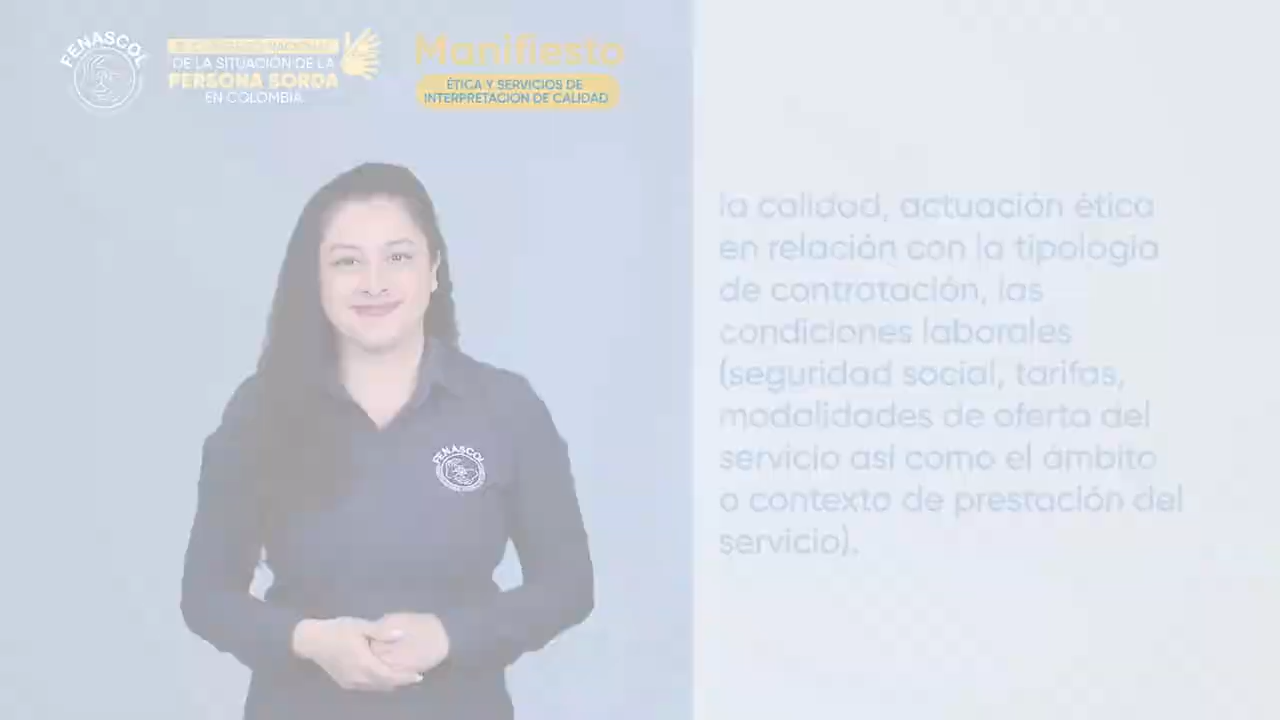 FENASCOL
CONGRESO NACIONAL
DE LA SITUACIÓN DE LA
PERSONA SORDA
EN COLOMBIA
Manifiesto
ÉTICA Y SERVICIOS DE
INTERPRETACIÓN DE CALIDAD
la calidad, actuación ética
en relación con la tipología
de contratación, las
condiciones laborales
(seguridad social, tarifas,
modalidades de oferta del
servicio así como el ámbito
o contexto de prestación del
servicio).
FENASCOL